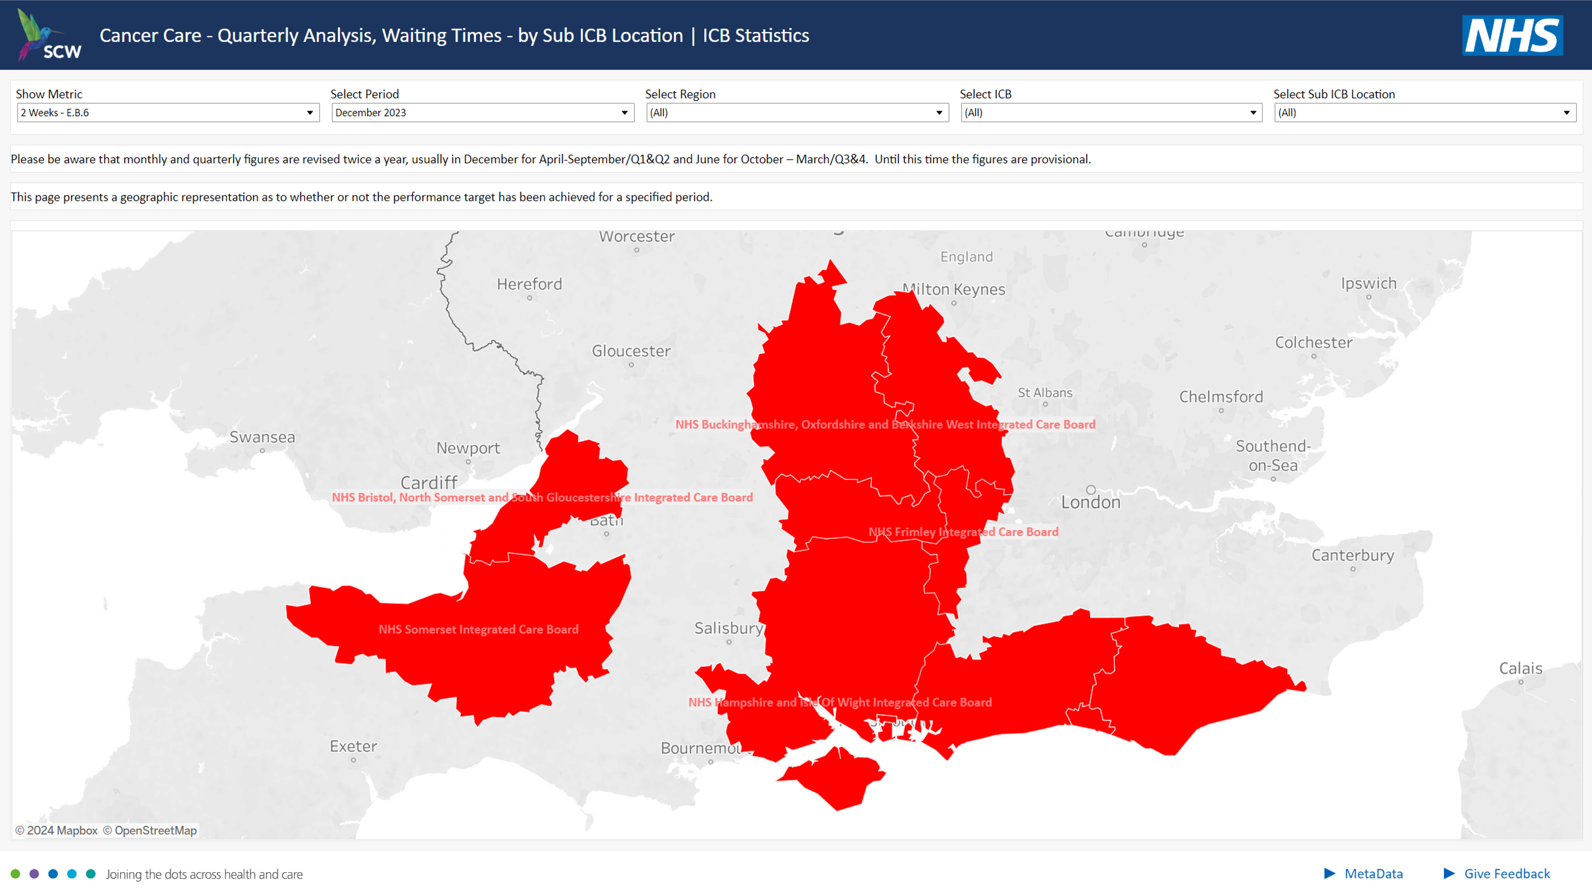 SCW
Cancer Care - Quarterly Analysis, Waiting Times - by Sub ICB Location | ICB Statistics
NHS
Show Metric
Select Period
Select Region
Select ICB
Select Sub ICB Location
2 Weeks - E.B.6
December 2023
(All)
(All)
(All)
Please be aware that monthly and quarterly figures are revised twice a year, usually in December for April-September/Q1&Q2 and June for October – March/Q3&4.  Until this time the figures are provisional.
This page presents a geographic representation as to whether or not the performance target has been achieved for a specified period.
Worcester
Cambridge
England
Hereford
Milton Keynes
Ipswich
Gloucester
Colchester
St Albans
Chelmsford
NHS Buckinghamshire, Oxfordshire and Berkshire West Integrated Care Board
Swansea
Newport
Southend-
on-Sea
Cardiff
NHS Bristol, North Somerset and South Gloucestershire Integrated Care Board
London
Bath
NHS Frimley Integrated Care Board
Canterbury
NHS Somerset Integrated Care Board
Salisbury
Calais
NHS Hampshire and Isle Of Wight Integrated Care Board
Exeter
Bournemou
© 2024 Mapbox © OpenStreetMap
Joining the dots across health and care
MetaData
Give Feedback